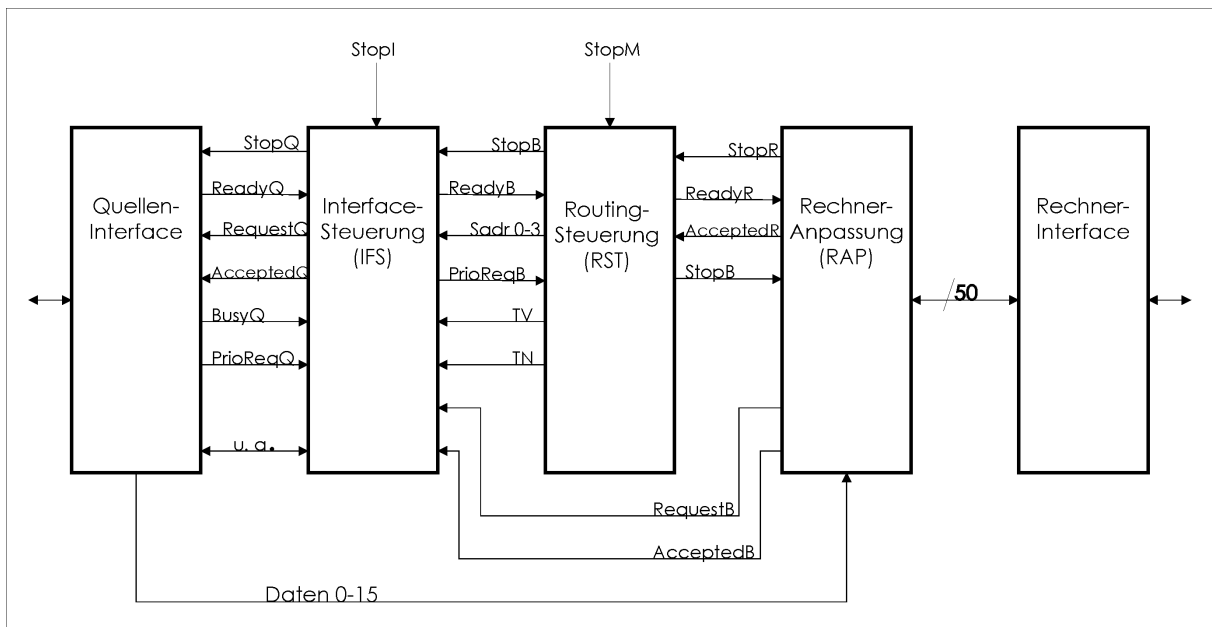 StopI
StopM
StopQ
ReadyQ
RequestQ
AcceptedQ
BusyQ
PrioReqQ
u. a.
Quellen-
Interface
Interface-
Steuerung
(IFS)
StopB
ReadyB
Sadr 0-3
PrioReqB
TV
TN
Routing-
Steuerung
(RST)
StopR
ReadyR
AcceptedR
StopB
Rechner-
Anpassung
(RAP)
50
Rechner-
Interface
RequestB
AcceptedB
Daten 0-15